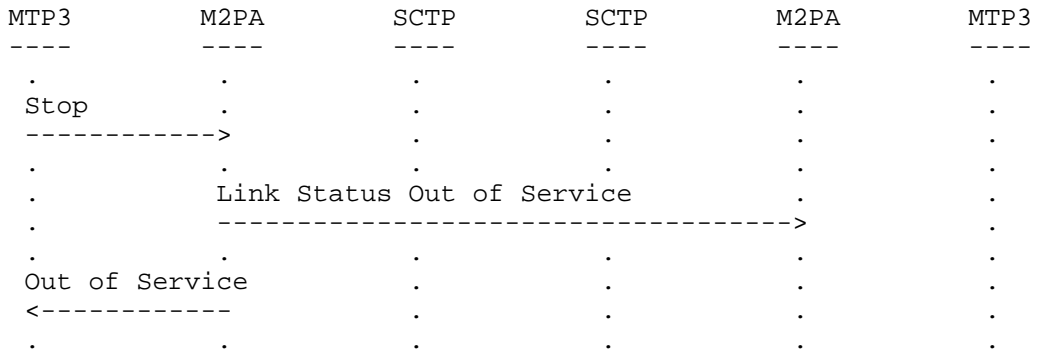 MTP3         M2PA        SCTP        SCTP        M2PA        MTP3
----         ----        ----        ----        ----        ----
 .           .           .           .           .           .
 Stop        .           .           .           .           .
 ------------>           .           .           .           .
 .           .           .           .           .           .
 .           Link Status Out of Service          .           .
 .           ------------------------------------>           .
 .           .           .           .           .           .
 Out of Service          .           .           .           .
 <------------           .           .           .           .
 .           .           .           .           .           .